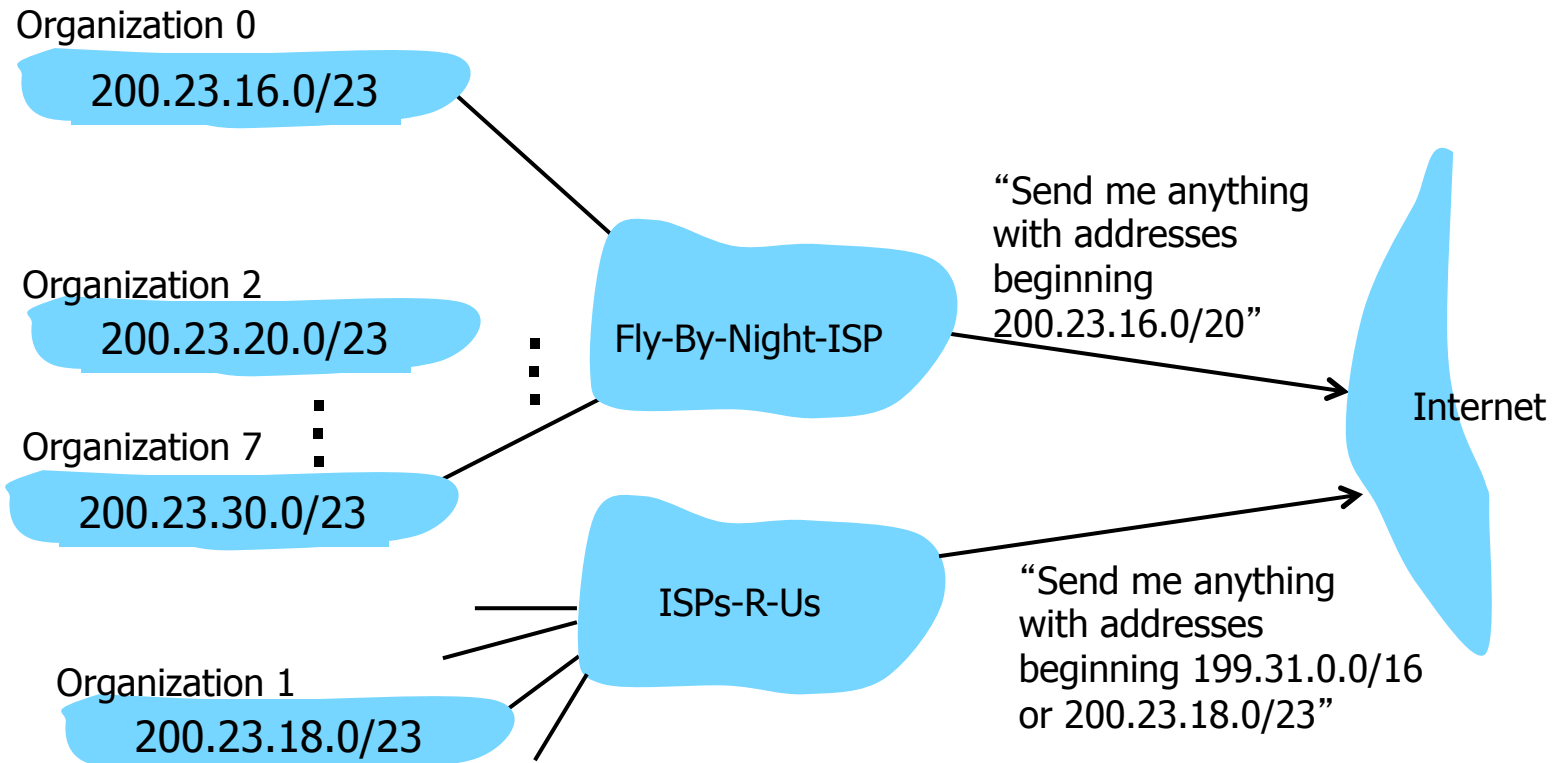 Organization 0
200.23.16.0/23
Organization 2
200.23.20.0/23
Organization 7
200.23.30.0/23
Fly-By-Night-ISP
“Send me anything
with addresses
beginning
200.23.16.0/20”
Internet
ISPs-R-Us
“Send me anything
with addresses
beginning 199.31.0.0/16
or 200.23.18.0/23”
Organization 1
200.23.18.0/23